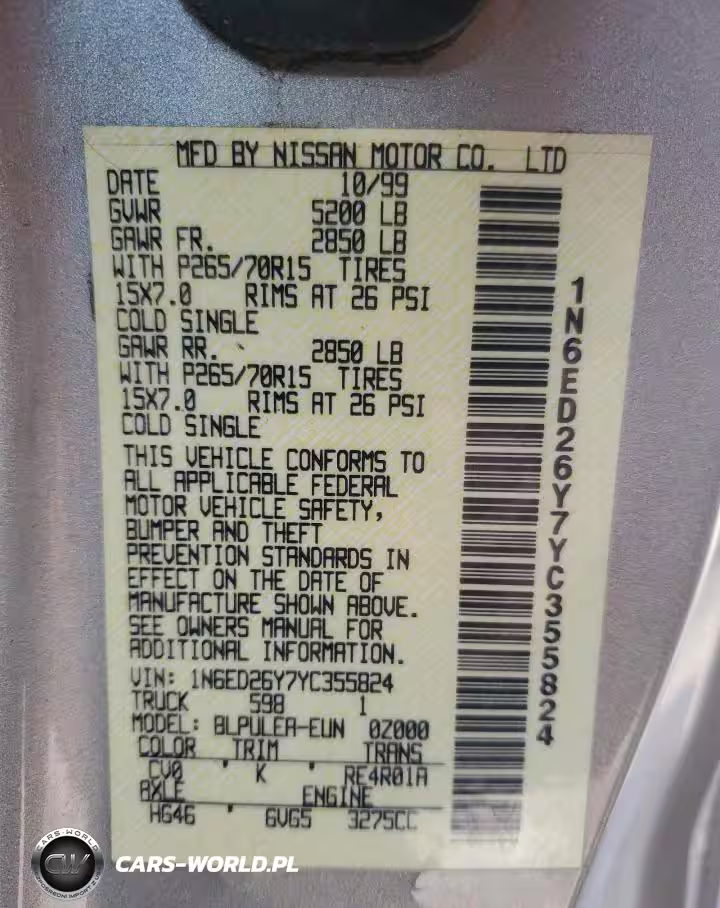 MFD BY NISSAN MOTOR CO. LTD
DATE 10/99
GVWR 5200 LB
GAWR FR. 2850 LB
WITH P265/70R15 TIRES
15X7.0 RIMS AT 26 PSI
COLD SINGLE
GAWR RR. 2850 LB
WITH P265/70R15 TIRES
15X7.0 RIMS AT 26 PSI
COLD SINGLE
THIS VEHICLE CONFORMS TO
ALL APPLICABLE FEDERAL
MOTOR VEHICLE SAFETY,
BUMPER AND THEFT
PREVENTION STANDARDS IN
EFFECT ON THE DATE OF
MANUFACTURE SHOWN ABOVE.
SEE OWNERS MANUAL FOR
ADDITIONAL INFORMATION.
VIN: 1N6ED26Y7YC355824
TRUCK 598 1
MODEL: BLPULEA-EUN 0Z000
COLOR TRIM TRANS
CV0 ' K ' RE4R01A
AXLE ENGINE
HG46 ' 6VG5 3275CC
1N6ED26Y7YC355824
CARS-WORLD
CARS-WORLD.PL